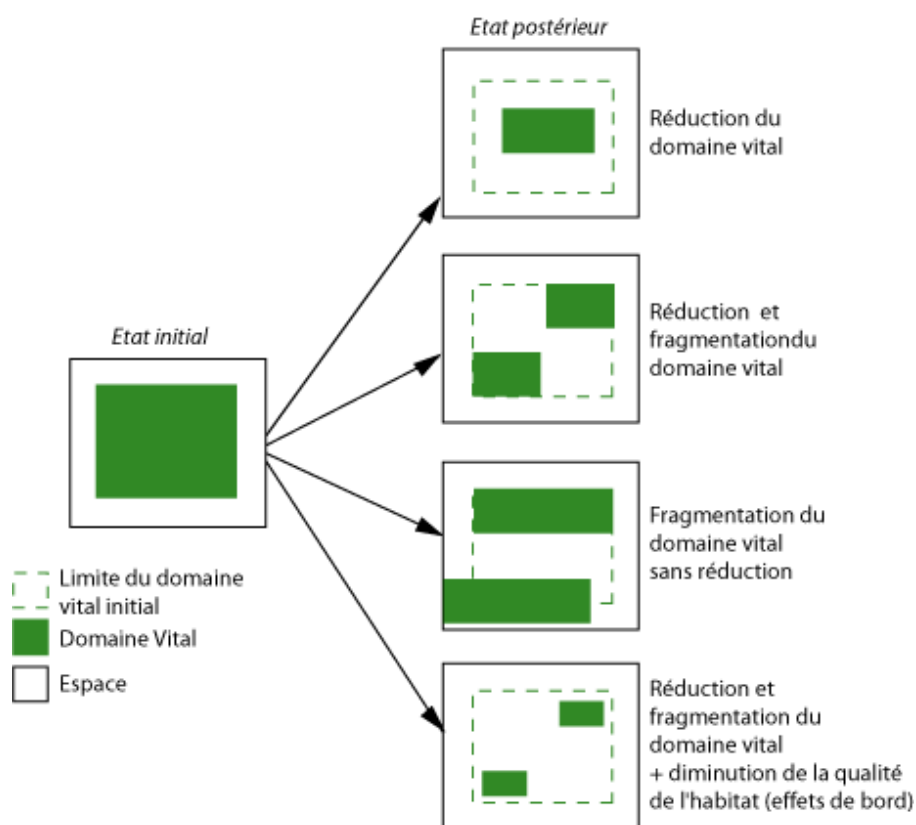 Etat postérieur
Réduction du
domaine vital
Réduction et
fragmentationdu
domaine vital
Etat initial
Fragmentation du
domaine vital
sans réduction
Limite du domaine
vital initial
Domaine Vital
Espace
Réduction et
fragmentation du
domaine vital
+ diminution de la qualité
de l'habitat (effets de bord)